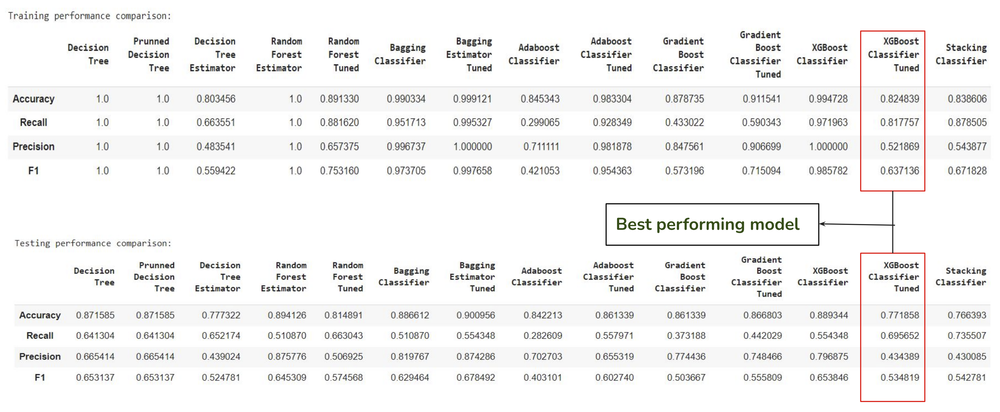 Training performance comparison:
Decision Tree | Prunned Decision Tree | Decision Tree Estimator | Random Forest Estimator | Random Forest Tuned | Bagging Classifier | Bagging Estimator Tuned | Adaboost Classifier | Adaboost Classifier Tuned | Gradient Boost Classifier | Gradient Boost Classifier Tuned | XGBoost Classifier | XGBoost Classifier Tuned | Stacking Classifier
Accuracy 1.0 1.0 0.803456 1.0 0.891330 0.990334 0.999121 0.845343 0.983304 0.878735 0.911541 0.994728 0.824839 0.838606
Recall 1.0 1.0 0.663551 1.0 0.881620 0.951713 0.995327 0.299065 0.928349 0.433022 0.590343 0.971963 0.817757 0.878505
Precision 1.0 1.0 0.483541 1.0 0.657375 0.996737 1.000000 0.711111 0.981878 0.847561 0.906699 1.000000 0.521869 0.543877
F1 1.0 1.0 0.559422 1.0 0.753160 0.973705 0.997658 0.421053 0.954363 0.573196 0.715094 0.985782 0.637136 0.671828
Best performing model
Testing performance comparison:
Decision Tree | Prunned Decision Tree | Decision Tree Estimator | Random Forest Estimator | Random Forest Tuned | Bagging Classifier | Bagging Estimator Tuned | Adaboost Classifier | Adaboost Classifier Tuned | Gradient Boost Classifier | Gradient Boost Classifier Tuned | XGBoost Classifier | XGBoost Classifier Tuned | Stacking Classifier
Accuracy 0.871585 0.871585 0.777322 0.894126 0.814891 0.886612 0.900956 0.842213 0.861339 0.861339 0.866803 0.889344 0.771858 0.766393
Recall 0.641304 0.641304 0.652174 0.510870 0.663043 0.510870 0.554348 0.282609 0.557971 0.373188 0.442029 0.554348 0.695652 0.735507
Precision 0.665414 0.665414 0.439024 0.875776 0.506925 0.819767 0.874286 0.702703 0.655319 0.774436 0.748466 0.796875 0.434389 0.430085
F1 0.653137 0.653137 0.524781 0.645309 0.574568 0.629464 0.678492 0.403101 0.602740 0.503667 0.555809 0.653846 0.534819 0.542781